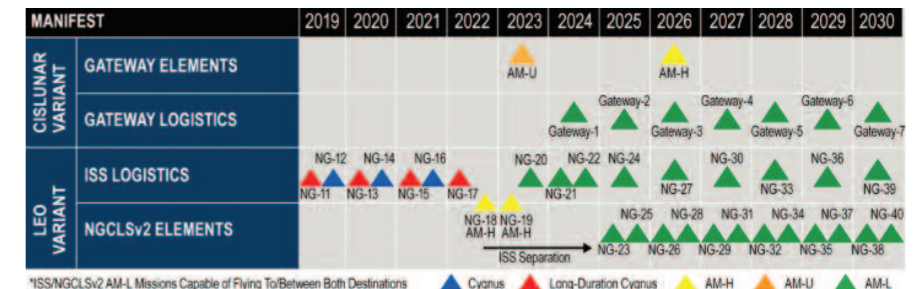 MANIFEST 2019 2020 2021 2022 2023 2024 2025 2026 2027 2028 2029 2030
CISLUNAR
VARIANT
GATEWAY ELEMENTS
AM-U AM-H
GATEWAY LOGISTICS
Gateway-2 Gateway-4 Gateway-6
Gateway-1 Gateway-3 Gateway-5 Gateway-7
LEO
VARIANT
ISS LOGISTICS
NG-12 NG-14 NG-16 NG-20 NG-22 NG-24 NG-30 NG-36
NG-11 NG-13 NG-15 NG-17 NG-21 NG-27 NG-33 NG-39
NGCLSv2 ELEMENTS
NG-18 NG-19
AM-H AM-H
NG-25 NG-28 NG-31 NG-34 NG-37 NG-40
NG-23 NG-26 NG-29 NG-32 NG-35 NG-38
ISS Separation
*ISS/NGCLSv2 AM-L Missions Capable of Flying To/Between Both Destinations Cygnus Long-Duration Cygnus AM-H AM-U AM-L